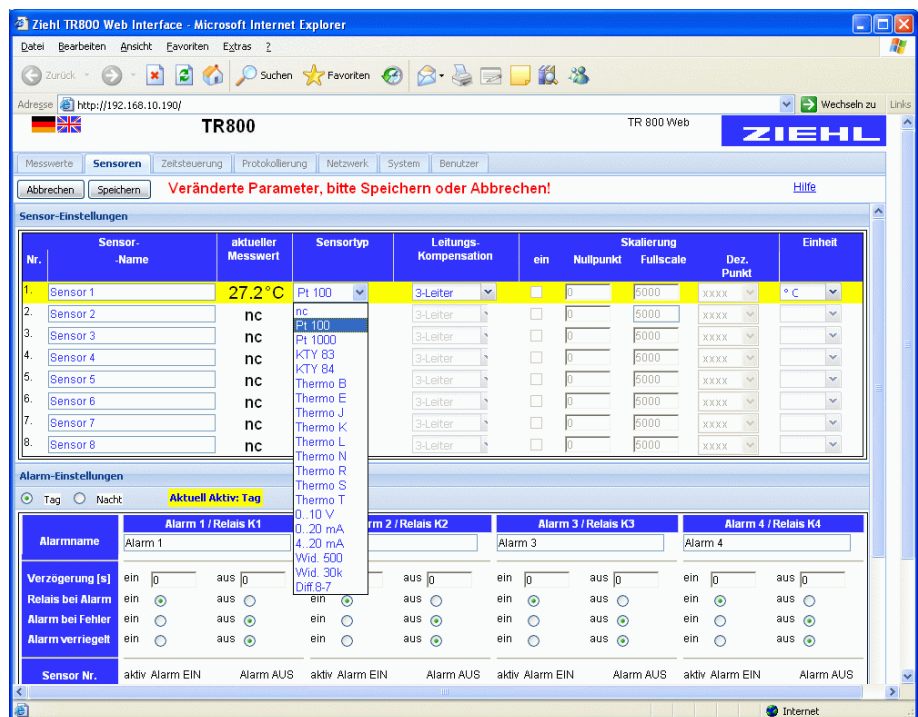 Ziehl TR800 Web Interface - Microsoft Internet Explorer
Datei Bearbeiten Ansicht Favoriten Extras ?
Zurück Suchen Favoriten
Adresse http://192.168.10.190/ Wechseln zu Links
TR800 TR 800 Web ZIEHL
Messwerte Sensoren Zeitsteuerung Protokollierung Netzwerk System Benutzer
Abbrechen Speichern Veränderte Parameter, bitte Speichern oder Abbrechen! Hilfe
Sensor-Einstellungen
Sensor- aktueller Sensortyp Leitungs- Skalierung Einheit
Nr. -Name Messwert Kompensation ein Nullpunkt Fullscale Dez.
Punkt
1. Sensor 1 27.2°C Pt 100 3-Leiter 0 5000 xxxx ° C
2. Sensor 2 nc 3-Leiter 0 5000 xxxx
3. Sensor 3 nc 3-Leiter 0 5000 xxxx
4. Sensor 4 nc 3-Leiter 0 5000 xxxx
5. Sensor 5 nc 3-Leiter 0 5000 xxxx
6. Sensor 6 nc 3-Leiter 0 5000 xxxx
7. Sensor 7 nc 3-Leiter 0 5000 xxxx
8. Sensor 8 nc 3-Leiter 0 5000 xxxx
nc
Pt 100
Pt 1000
KTY 83
KTY 84
Thermo B
Thermo E
Thermo J
Thermo K
Thermo L
Thermo N
Thermo R
Thermo S
Thermo T
0..10 V
0..20 mA
4..20 mA
Wid. 500
Wid. 30k
Diff.8-7
Alarm-Einstellungen
Tag Nacht Aktuell Aktiv: Tag
Alarm 1 / Relais K1 rm 2 / Relais K2 Alarm 3 / Relais K3 Alarm 4 / Relais K4
Alarmname Alarm 1 Alarm 3 Alarm 4
Verzögerung [s] ein 0 aus 0 aus 0 ein 0 aus 0 ein 0 aus 0
Relais bei Alarm ein aus ein aus ein aus ein aus
Alarm bei Fehler ein aus ein aus ein aus ein aus
Alarm verriegelt ein aus ein aus ein aus ein aus
Sensor Nr. aktiv Alarm EIN Alarm AUS aktiv Alarm EIN Alarm AUS aktiv Alarm EIN Alarm AUS aktiv Alarm EIN Alarm AUS
Internet